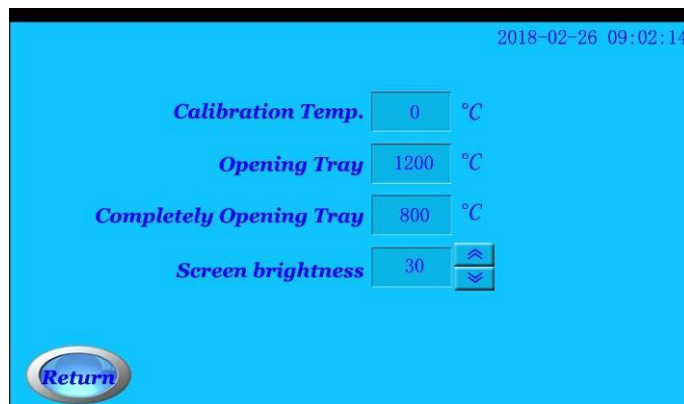 2018-02-26 09:02:14
Calibration Temp. 0 °C
Opening Tray 1200 °C
Completely Opening Tray 800 °C
Screen brightness 30
Return